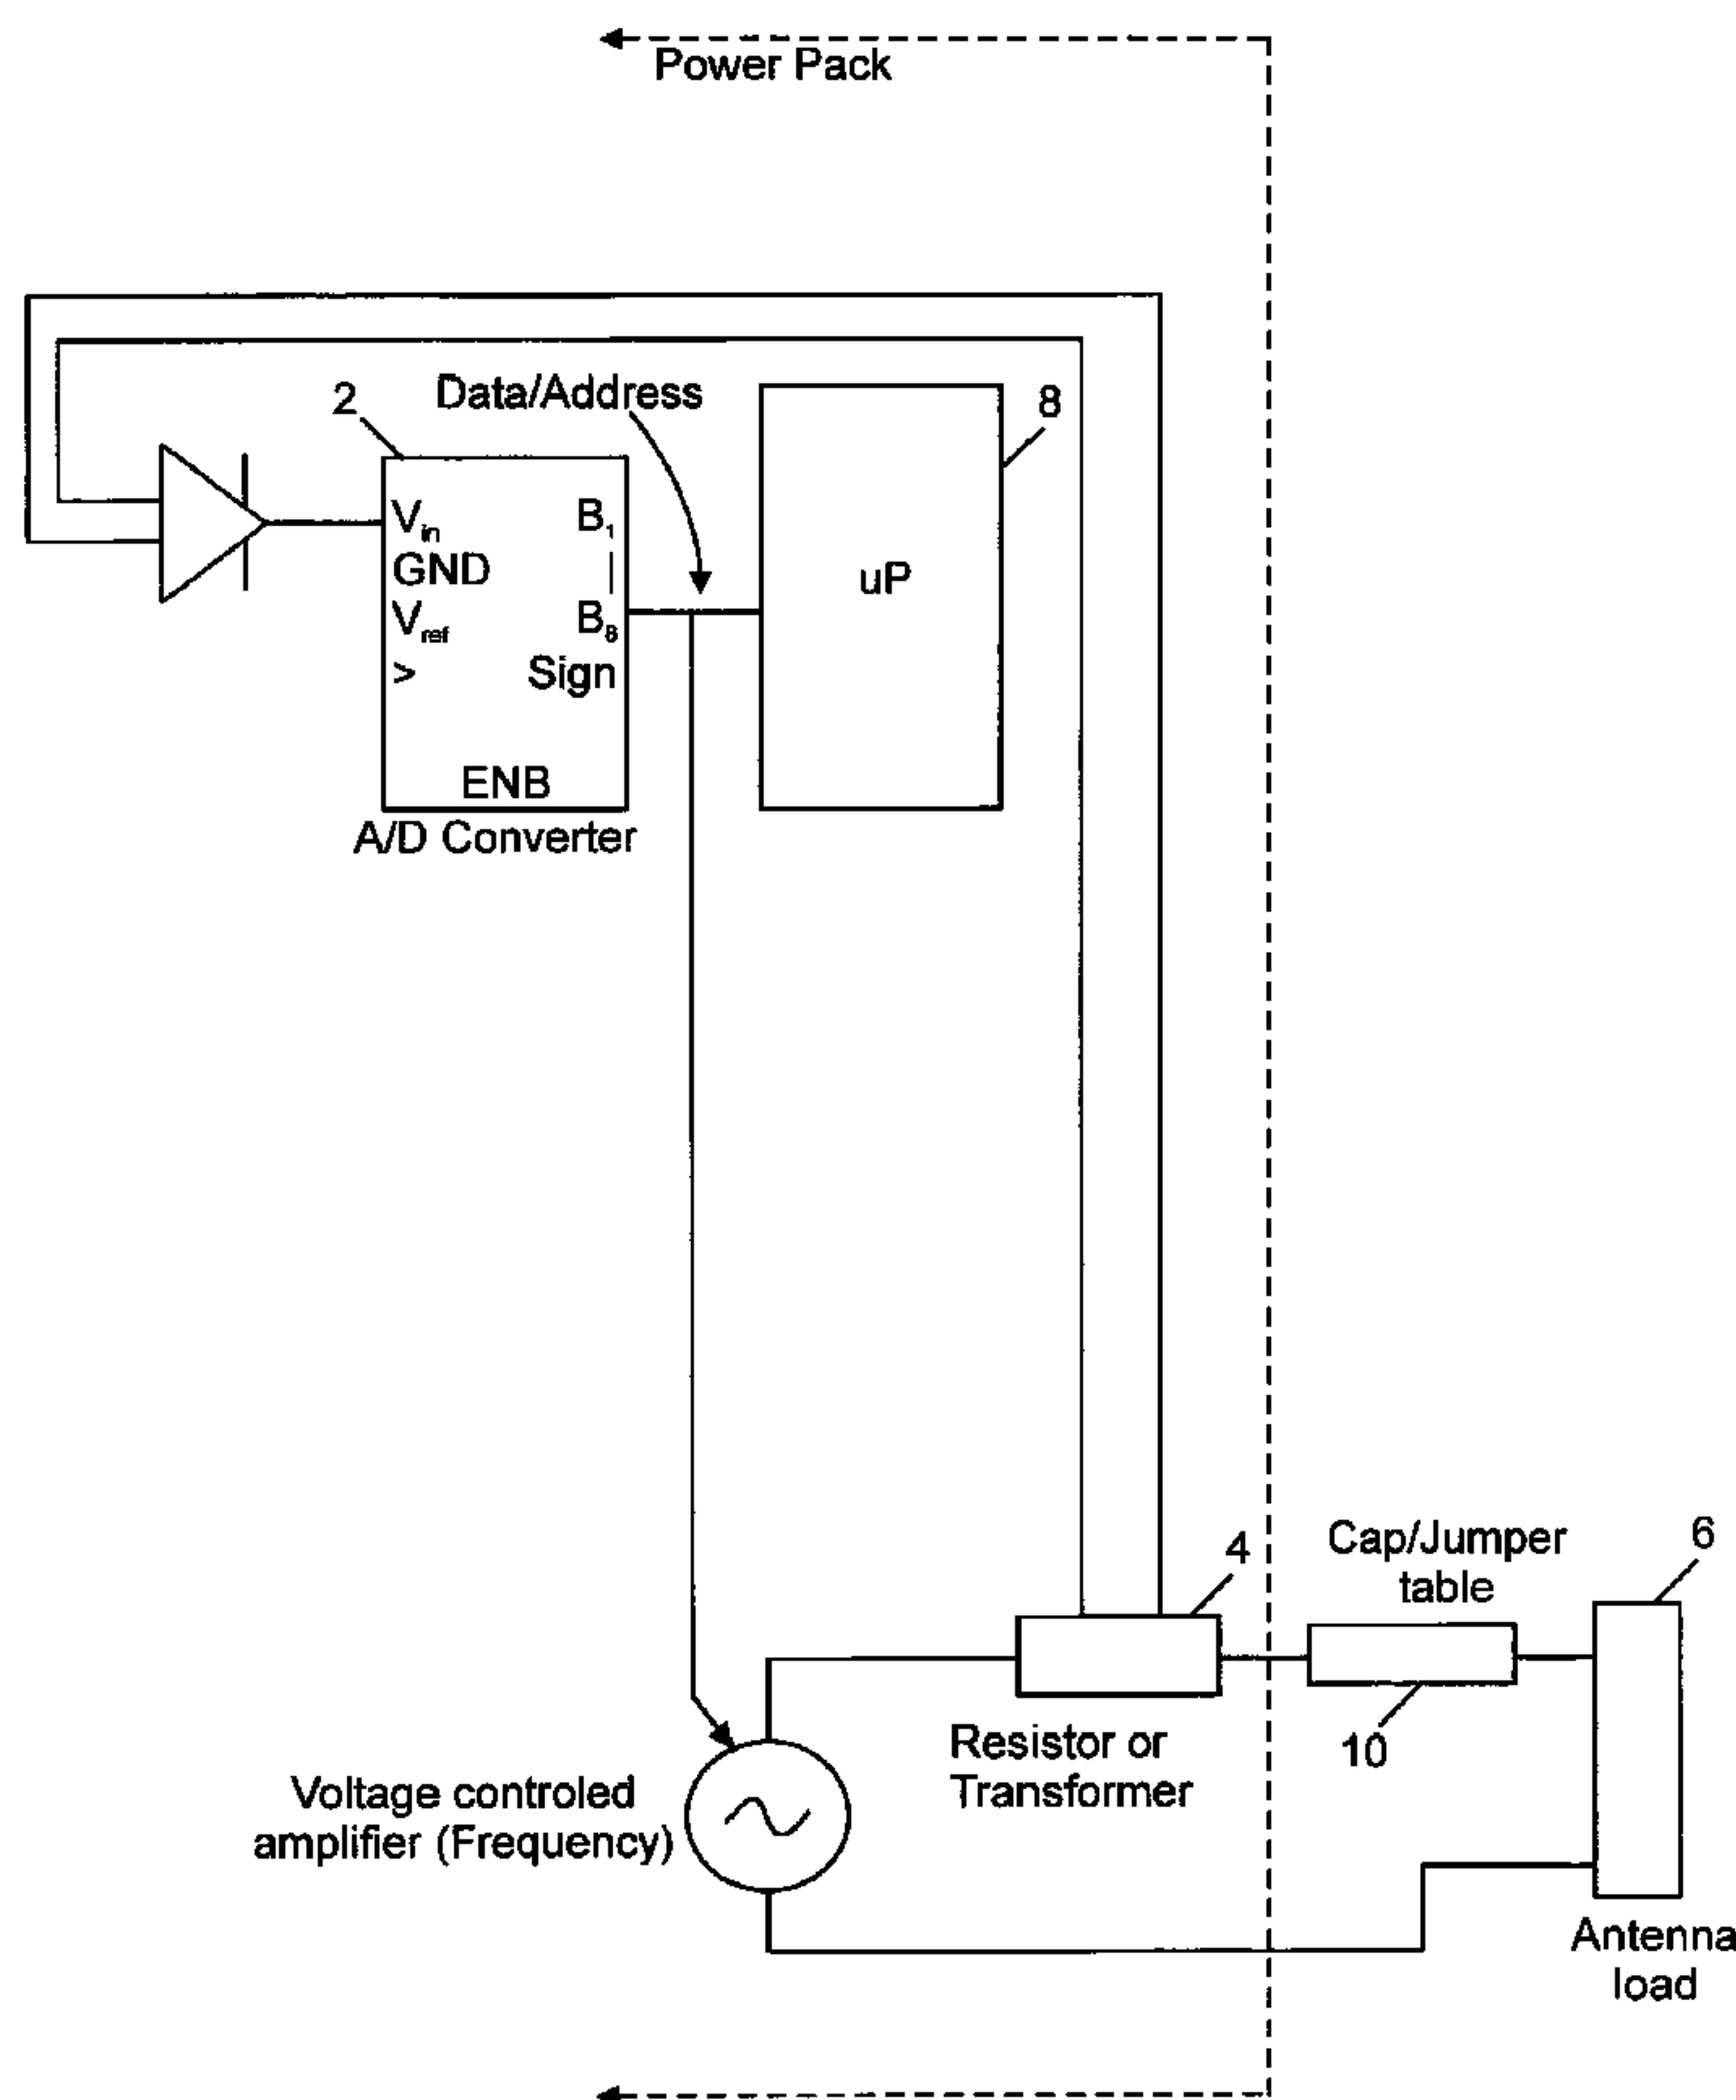 Power Pack
2
Data/Address
8
Vin
B1
GND
Vref
B8
>
Sign
uP
ENB
A/D Converter
4
Cap/Jumper
table
6
10
Resistor or
Transformer
Voltage controled
amplifier (Frequency)
Antenna
load